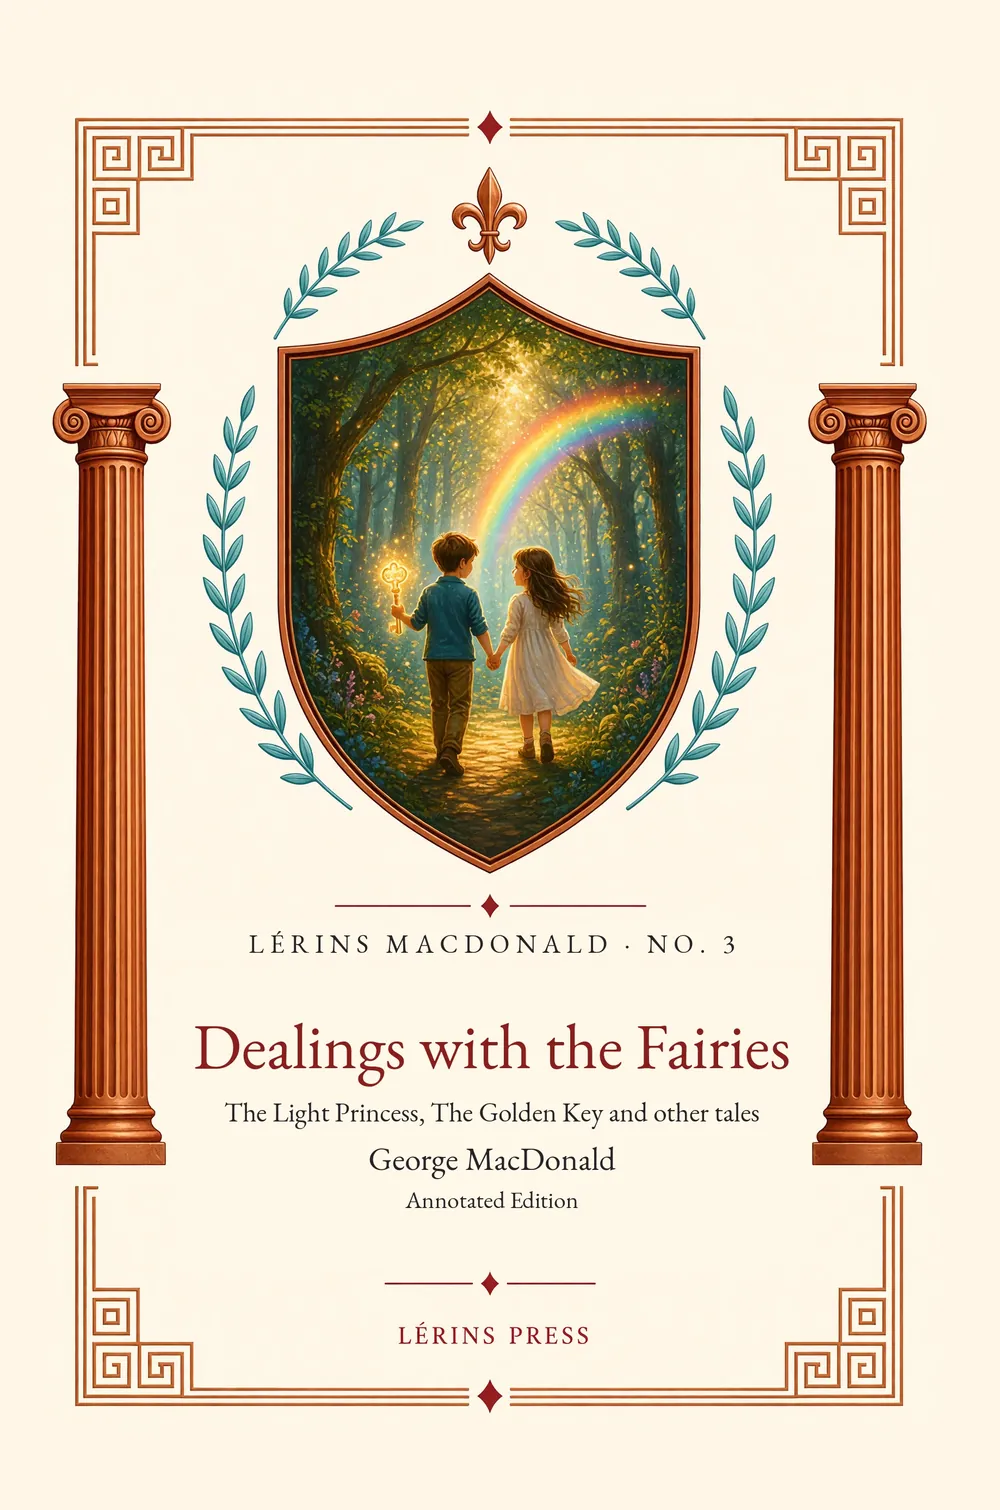 LÉRINS MACDONALD · NO. 3
Dealings with the Fairies
The Light Princess, The Golden Key and other tales
George MacDonald
Annotated Edition
LÉRINS PRESS